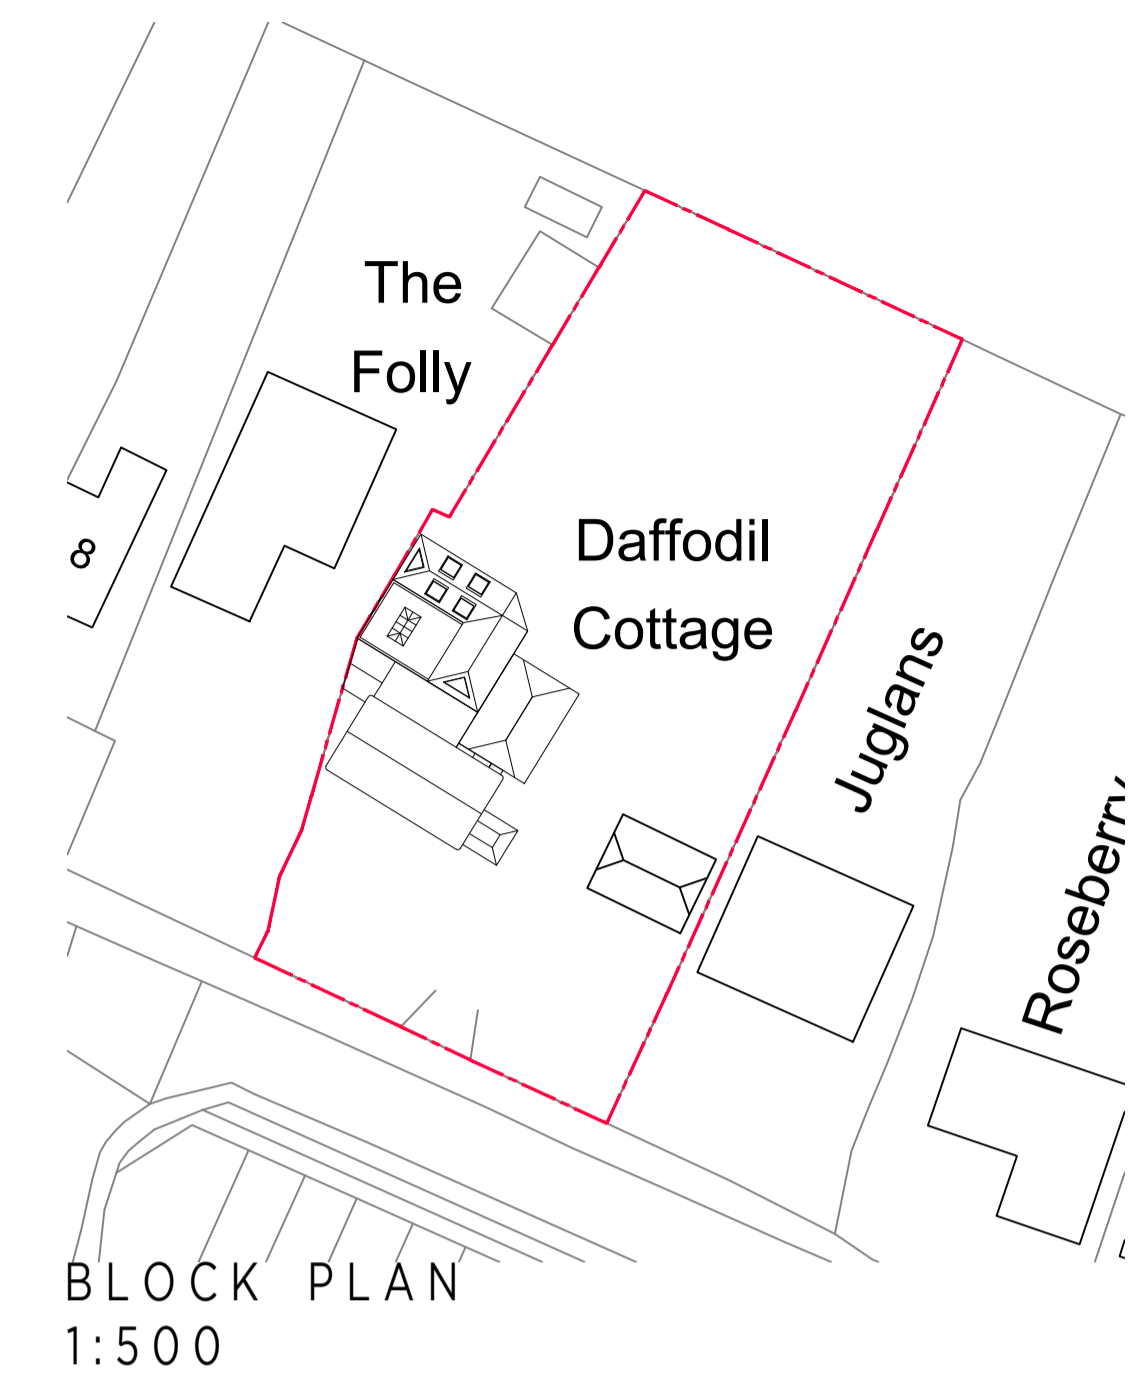 The
Folly
8
Daffodil
Cottage
Juglans
Roseberry
BLOCK PLAN
1:500